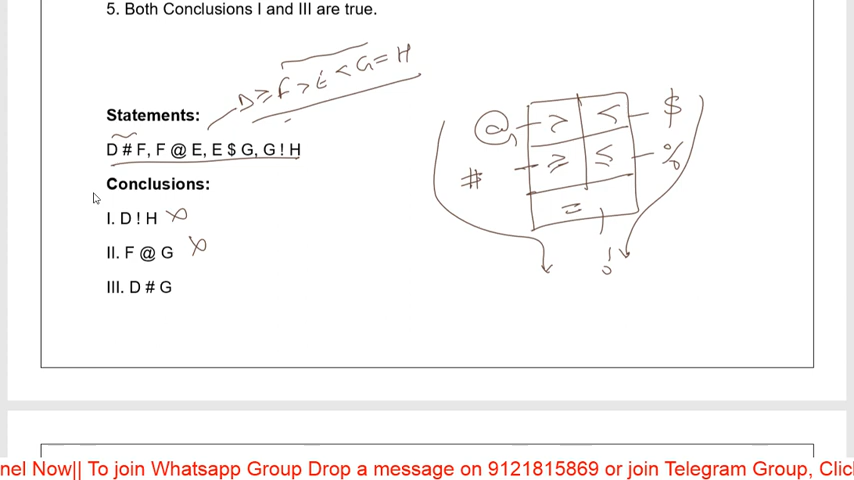 5. Both Conclusions I and III are true.
D ≥ F > E < G = H
Statements:
D # F, F @ E, E $ G, G ! H
Conclusions:
I. D ! H
II. F @ G
III. D # G
@ > < $
# ≥ ≤ %
=
!
nel Now|| To join Whatsapp Group Drop a message on 9121815869 or join Telegram Group, Clic